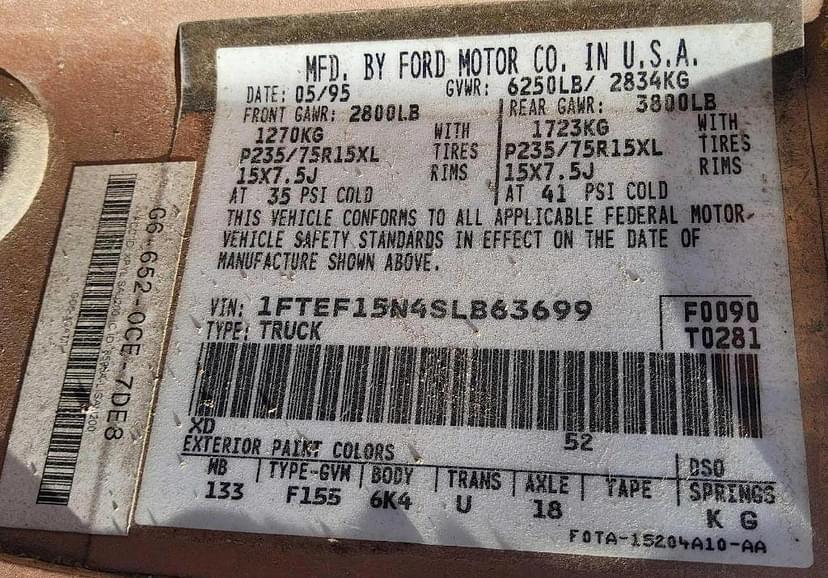 MFD. BY FORD MOTOR CO. IN U.S.A.
DATE: 05/95 GVWR: 6250LB/ 2834KG
FRONT GAWR: 2800LB REAR GAWR: 3800LB
1270KG WITH 1723KG WITH
P235/75R15XL TIRES P235/75R15XL TIRES
15X7.5J RIMS 15X7.5J RIMS
AT 35 PSI COLD AT 41 PSI COLD
THIS VEHICLE CONFORMS TO ALL APPLICABLE FEDERAL MOTOR-
VEHICLE SAFETY STANDARDS IN EFFECT ON THE DATE OF
MANUFACTURE SHOWN ABOVE.
VIN: 1FTEF15N4SLB63699 F0090
TYPE: TRUCK T0281
XD 52
EXTERIOR PAINT COLORS DSO
WB TYPE-GVM BODY TRANS AXLE TAPE SPRINGS
133 F155 6K4 U 18 K G
F0TA-15204A10-AA
G6-652-0CE-7DE8